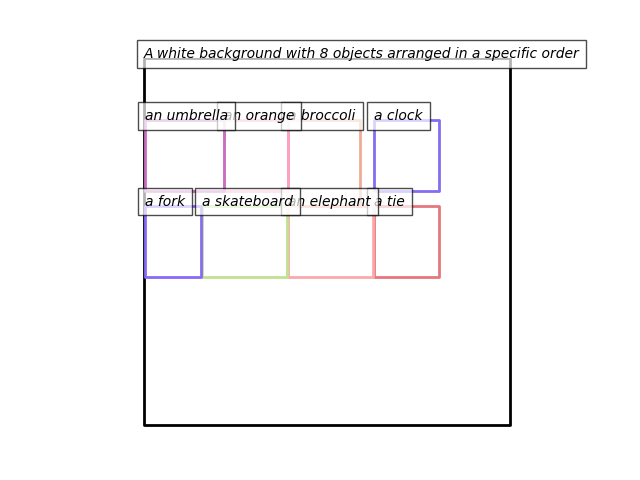 A white background with 8 objects arranged in a specific order
an umbrella an orange a broccoli a clock
a fork a skateboard an elephant a tie